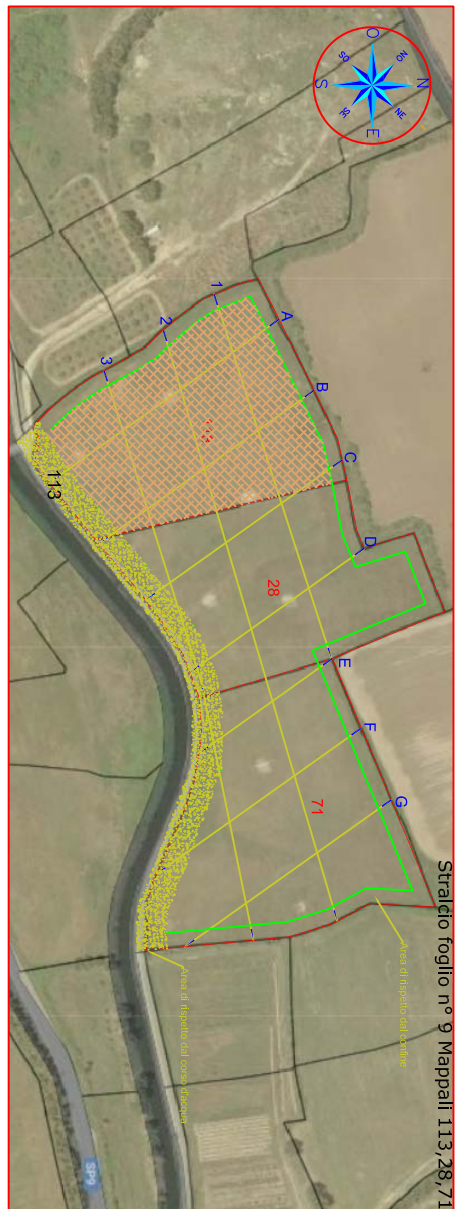 Stralcio foglio n° 9 Mappali 113,28,71
O
NO
N
NE
E
SE
S
SO
1
2
3
A
B
C
D
E
F
G
113
28
71
Area di rispetto dal confine
Area di rispetto dal corso d'acqua
SP9